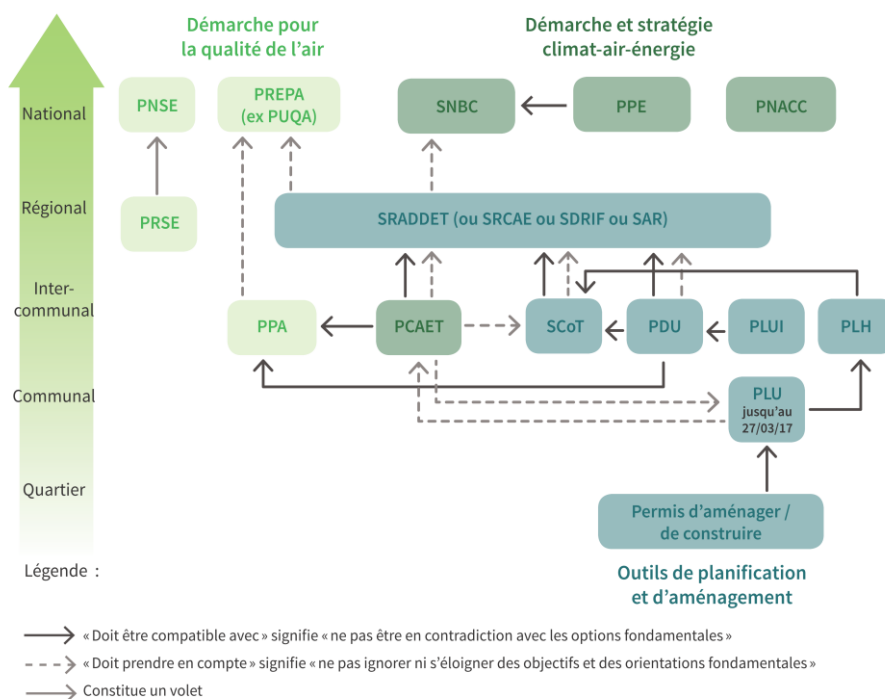 Démarche pour
la qualité de l’air
Démarche et stratégie
climat-air-énergie
National
PNSE
PREPA
(ex PUQA)
SNBC
PPE
PNACC
Régional
PRSE
SRADDET (ou SRCAE ou SDRIF ou SAR)
Inter-
communal
PPA
PCAET
SCoT
PDU
PLUI
PLH
Communal
PLU
jusqu’au
27/03/17
Quartier
Permis d’aménager /
de construire
Légende :
Outils de planification
et d’aménagement
« Doit être compatible avec » signifie « ne pas être en contradiction avec les options fondamentales »
« Doit prendre en compte » signifie « ne pas ignorer ni s’éloigner des objectifs et des orientations fondamentales »
Constitue un volet